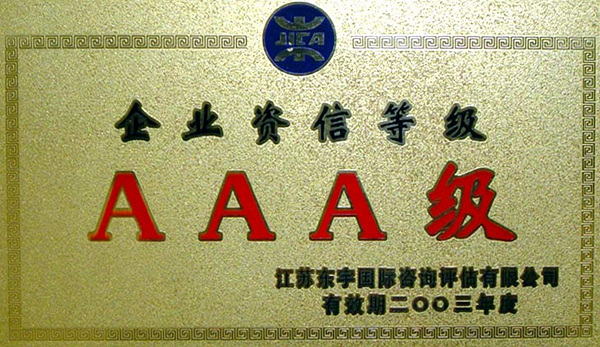 JJCA
企业资信等级
AAA级
江苏东宇国际咨询评估有限公司
有效期二〇〇三年度